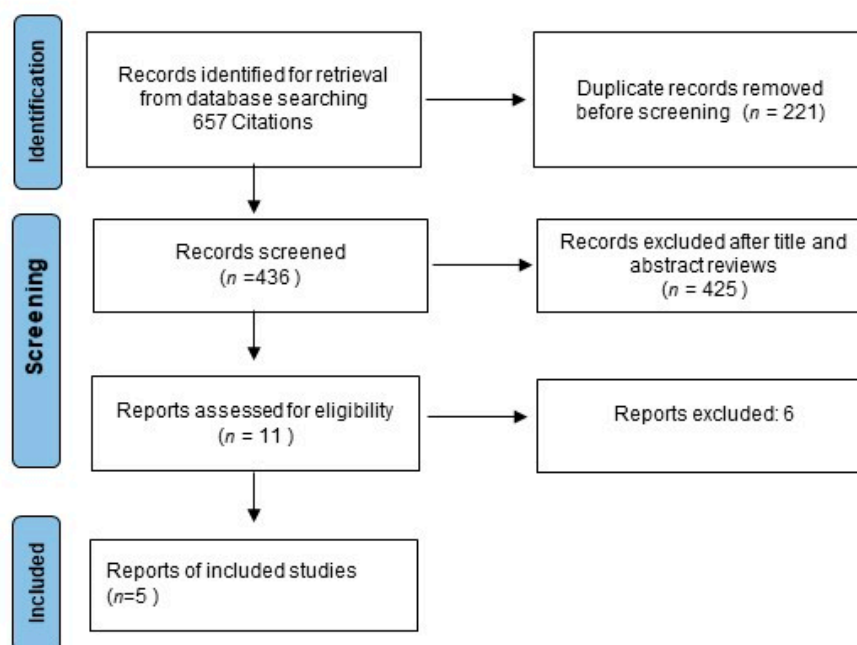 Identification
Records identified for retrieval
from database searching
657 Citations
Duplicate records removed
before screening (n = 221)
Screening
Records screened
(n =436 )
Records excluded after title and
abstract reviews
(n = 425 )
Reports assessed for eligibility
(n = 11 )
Reports excluded: 6
Included
Reports of included studies
(n=5 )